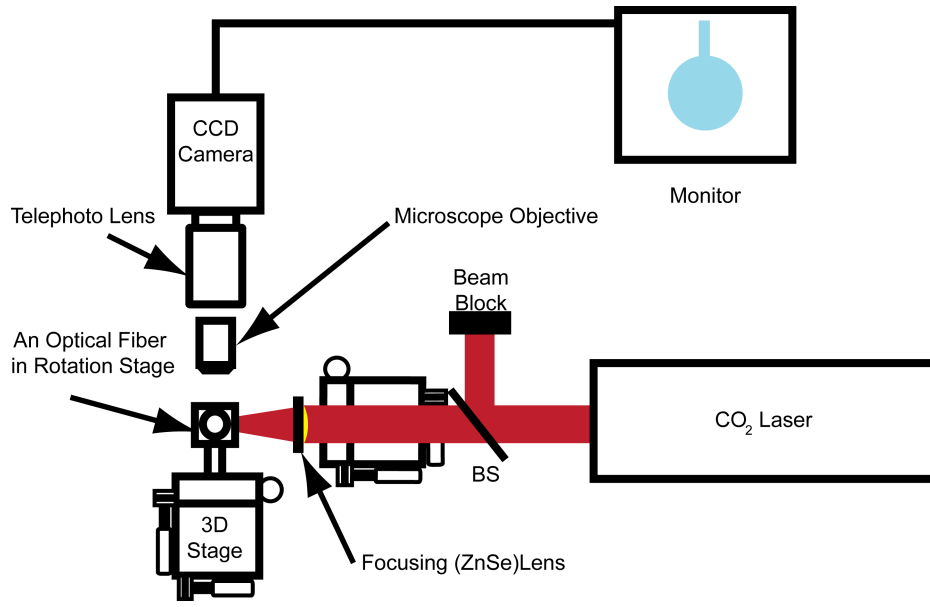 CCD
Camera
Monitor
Telephoto Lens
Microscope Objective
Beam
Block
An Optical Fiber
in Rotation Stage
CO₂ Laser
BS
3D
Stage
Focusing (ZnSe)Lens